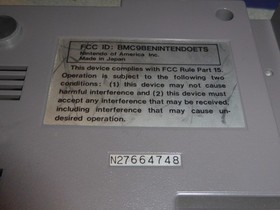 FCC ID: BMC9BENINTENDOETS
Nintendo of America Inc.
Made in Japan
This device complies with FCC Rule Part 15.
Operation is subject to the following two
conditions: (1) this device may not cause
harmful interference and (2) this device must
accept any interference that may be received,
including interference that may cause un-
desired operation.
N27664748